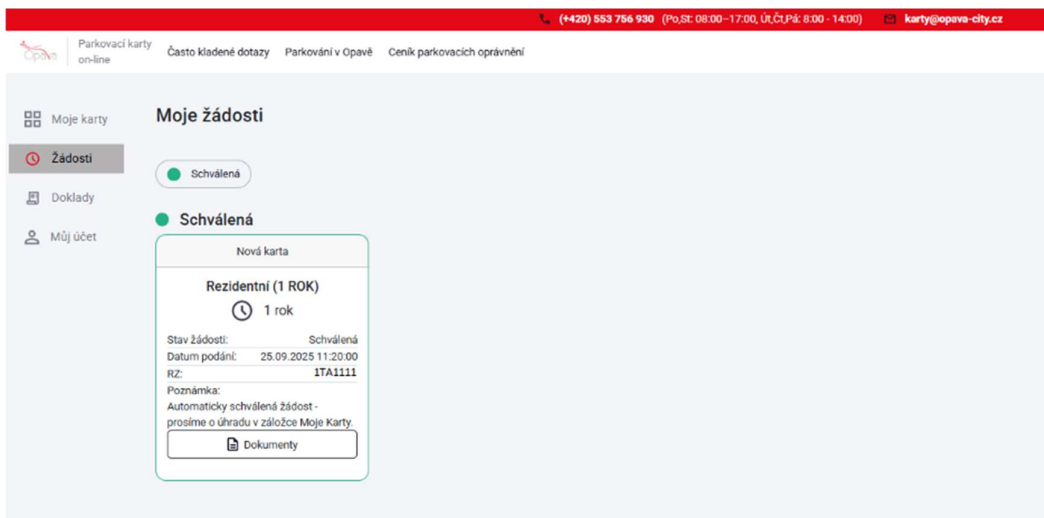 (+420) 553 756 930 (Po,St: 08:00–17:00, Út,Čt,Pá: 8:00 - 14:00) karty@opava-city.cz
Opava
Parkovací karty
on-line
Často kladené dotazy Parkování v Opavě Ceník parkovacích oprávnění
Moje karty
Žádosti
Doklady
Můj účet
Moje žádosti
Schválená
Schválená
Nová karta
Rezidentní (1 ROK)
1 rok
Stav žádosti: Schválená
Datum podání: 25.09.2025 11:20:00
RZ: 1TA1111
Poznámka:
Automaticky schválená žádost -
prosíme o úhradu v záložce Moje Karty.
Dokumenty